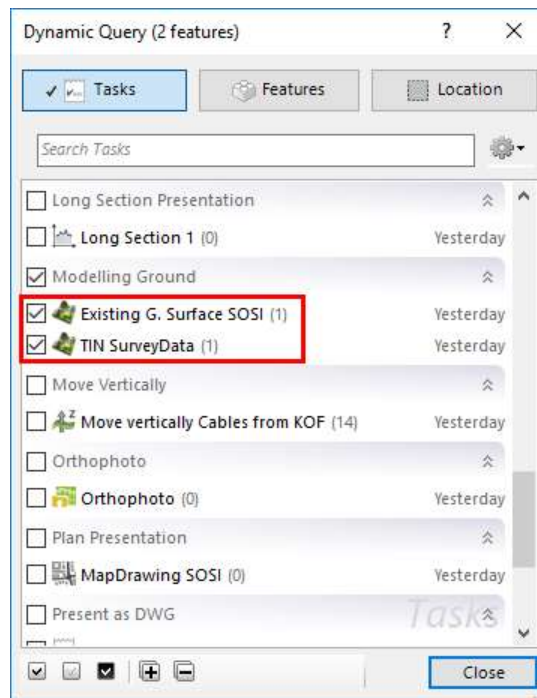 Dynamic Query (2 features)
Tasks Features Location
Search Tasks
Long Section Presentation
Long Section 1 (0) Yesterday
Modelling Ground
Existing G. Surface SOSI (1) Yesterday
TIN SurveyData (1) Yesterday
Move Vertically
Move vertically Cables from KOF (14) Yesterday
Orthophoto
Orthophoto (0) Yesterday
Plan Presentation
MapDrawing SOSI (0) Yesterday
Present as DWG
Tasks
Close